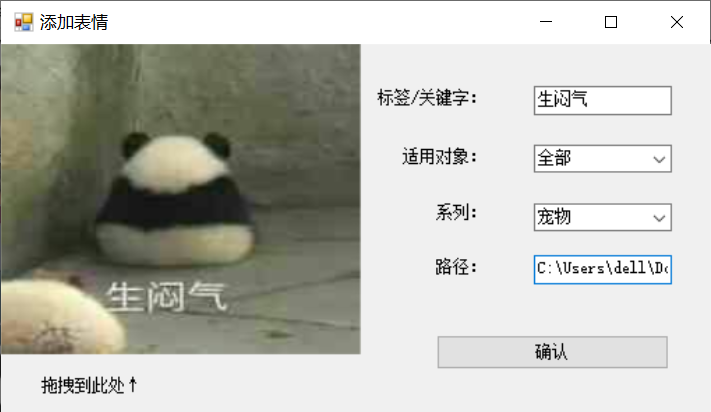 添加表情
标签/关键字：
生闷气
适用对象：
全部
系列：
宠物
路径：
C:\Users\dell\Do
生闷气
确认
拖拽到此处↑